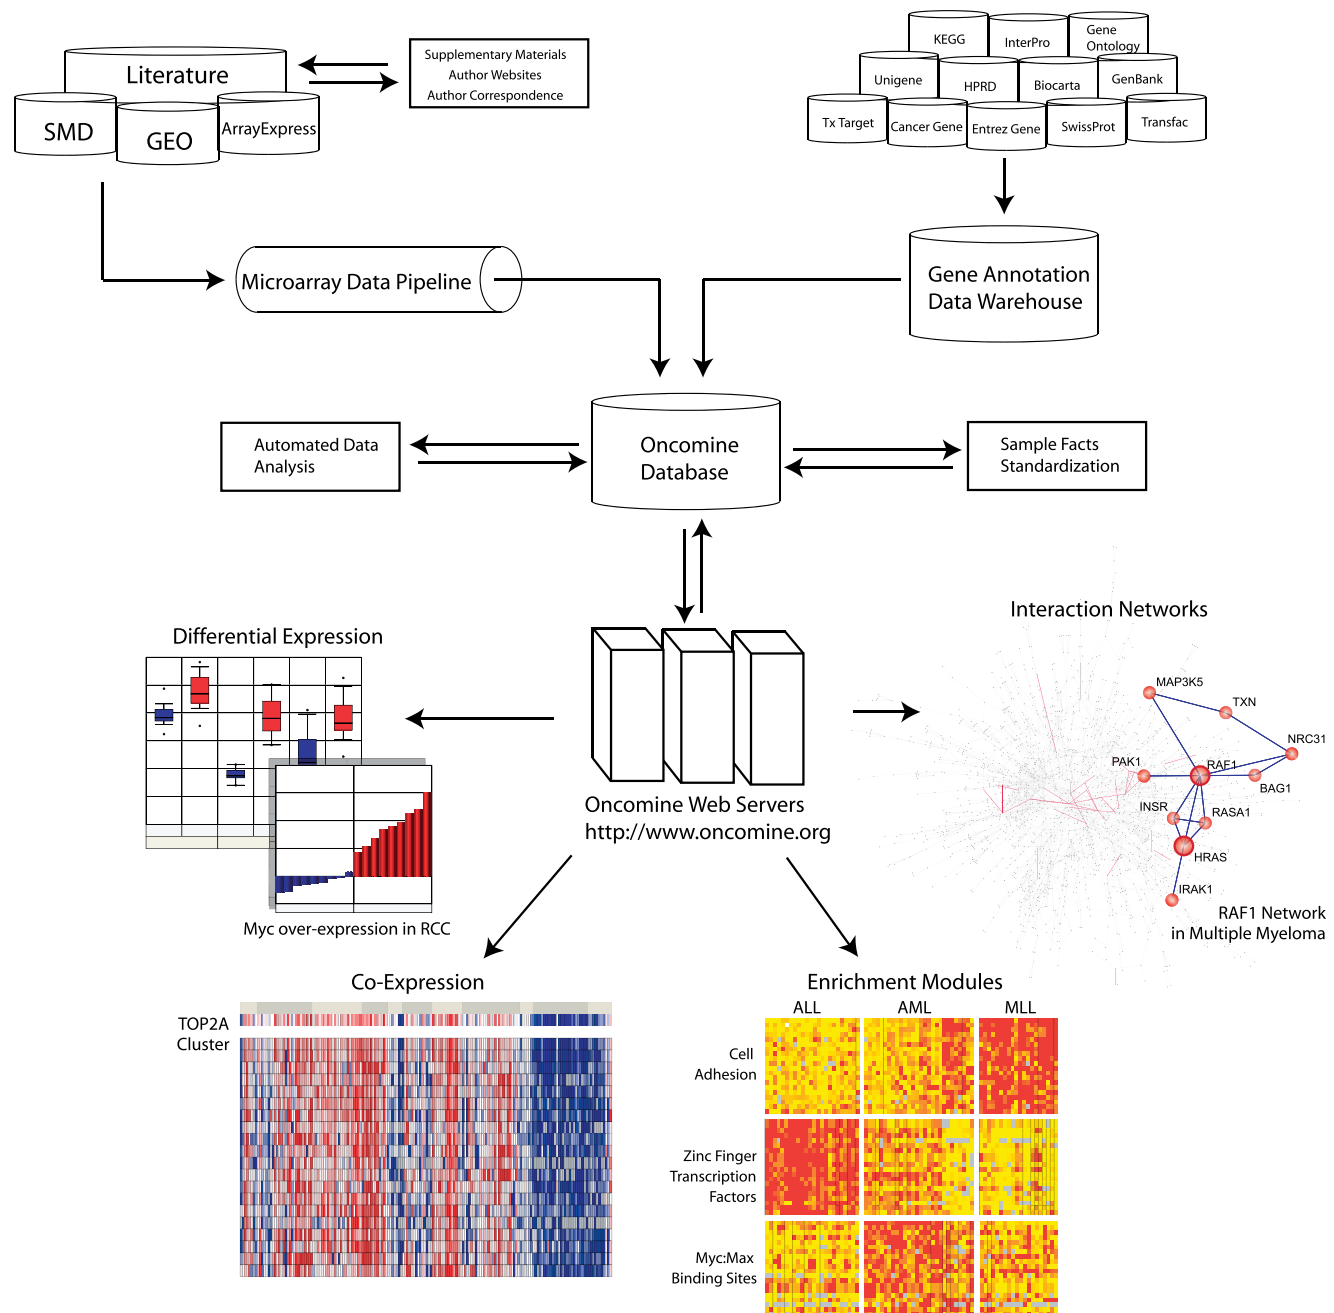 Literature
SMD
GEO
ArrayExpress
Supplementary Materials
Author Websites
Author Correspondence
KEGG
InterPro
Gene
Ontology
Unigene
HPRD
Biocarta
GenBank
Tx Target
Cancer Gene
Entrez Gene
SwissProt
Transfac
Microarray Data Pipeline
Gene Annotation
Data Warehouse
Automated Data
Analysis
Oncomine
Database
Sample Facts
Standardization
Differential Expression
Myc over-expression in RCC
Oncomine Web Servers
http://www.oncomine.org
Interaction Networks
MAP3K5
TXN
NRC31
PAK1
RAF1
BAG1
INSR
RASA1
HRAS
IRAK1
RAF1 Network
in Multiple Myeloma
Co-Expression
TOP2A
Cluster
Enrichment Modules
ALL
AML
MLL
Cell
Adhesion
Zinc Finger
Transcription
Factors
Myc:Max
Binding Sites